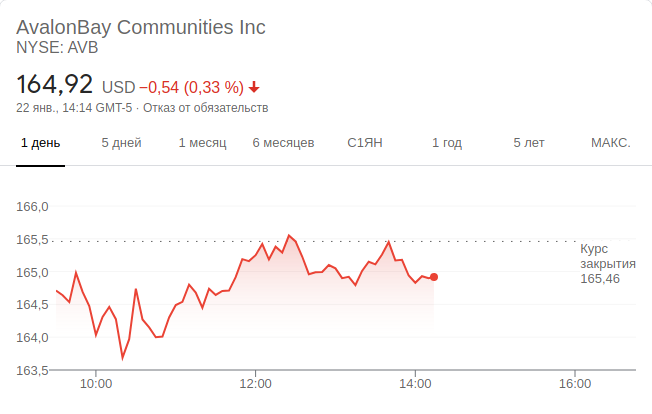 AvalonBay Communities Inc
NYSE: AVB
164,92 USD −0,54 (0,33 %)
22 янв., 14:14 GMT-5 · Отказ от обязательств
1 день 5 дней 1 месяц 6 месяцев С1ЯН 1 год 5 лет МАКС.
166,0
165,5
Курс
закрытия
165,46
165,0
164,5
164,0
163,5
10:00 12:00 14:00 16:00